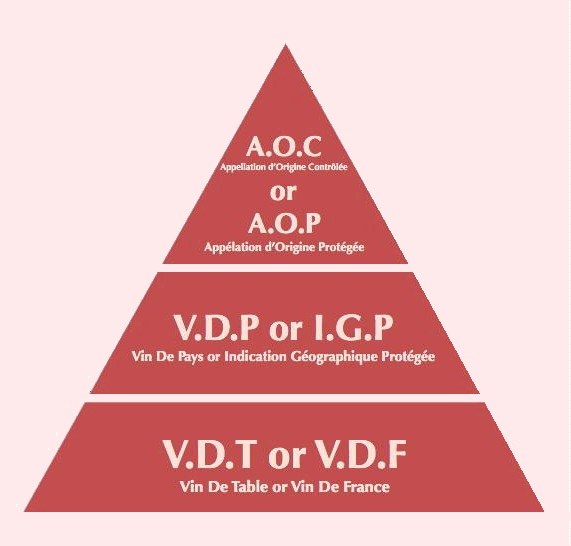 A.O.C
Appellation d'Origine Contrôlée
or
A.O.P
Appélation d'Origine Protégée
V.D.P or I.G.P
Vin De Pays or Indication Géographique Protégée
V.D.T or V.D.F
Vin De Table or Vin De France